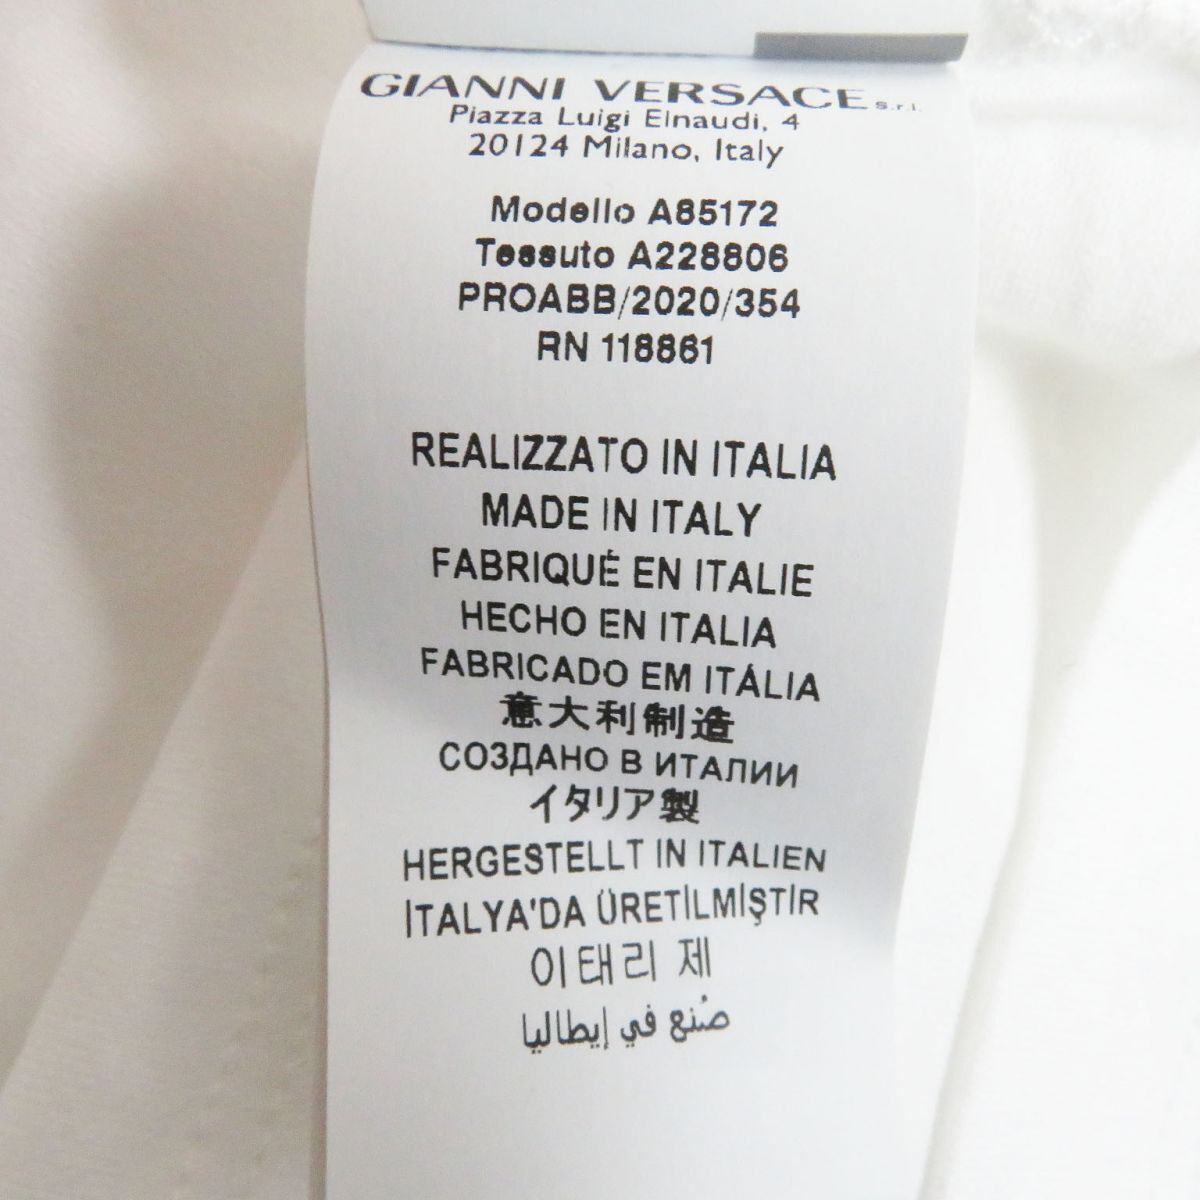 GIANNI VERSACE s.r.l.
Piazza Luigi Einaudi, 4
20124 Milano, Italy
Modello A85172
Tessuto A228806
PROABB/2020/354
RN 118861
REALIZZATO IN ITALIA
MADE IN ITALY
FABRIQUÉ EN ITALIE
HECHO EN ITALIA
FABRICADO EM ITÁLIA
意大利制造
СОЗДАНО В ИТАЛИИ
イタリア製
HERGESTELLT IN ITALIEN
İTALYA'DA ÜRETİLMİŞTİR
이태리 제
صُنع في إيطاليا